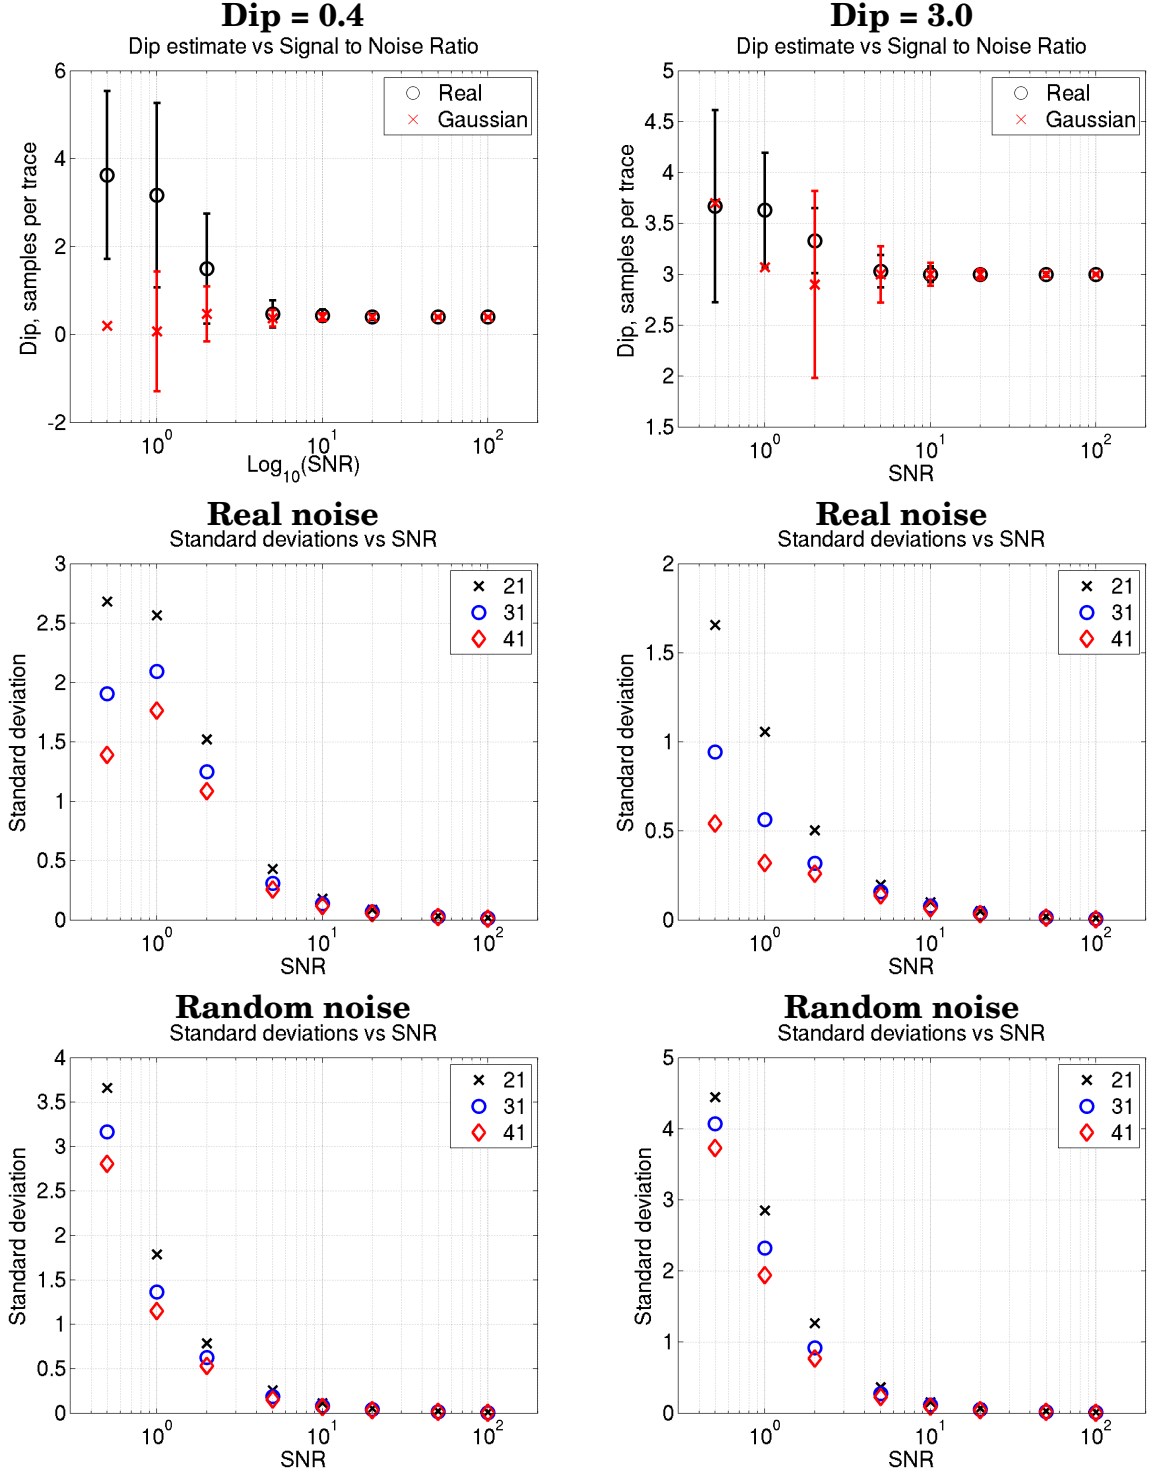 Dip = 0.4
Dip estimate vs Signal to Noise Ratio
6
4
2
0
-2
Dip, samples per trace
Real
Gaussian
10^0
10^1
10^2
Log_10(SNR)
Dip = 3.0
Dip estimate vs Signal to Noise Ratio
5
4.5
4
3.5
3
2.5
2
1.5
Dip, samples per trace
Real
Gaussian
10^0
10^1
10^2
SNR
Real noise
Standard deviations vs SNR
3
2.5
2
1.5
1
0.5
0
Standard deviation
21
31
41
10^0
10^1
10^2
SNR
Real noise
Standard deviations vs SNR
2
1.5
1
0.5
0
Standard deviation
21
31
41
10^0
10^1
10^2
SNR
Random noise
Standard deviations vs SNR
4
3.5
3
2.5
2
1.5
1
0.5
0
Standard deviation
21
31
41
10^0
10^1
10^2
SNR
Random noise
Standard deviations vs SNR
5
4
3
2
1
0
Standard deviation
21
31
41
10^0
10^1
10^2
SNR